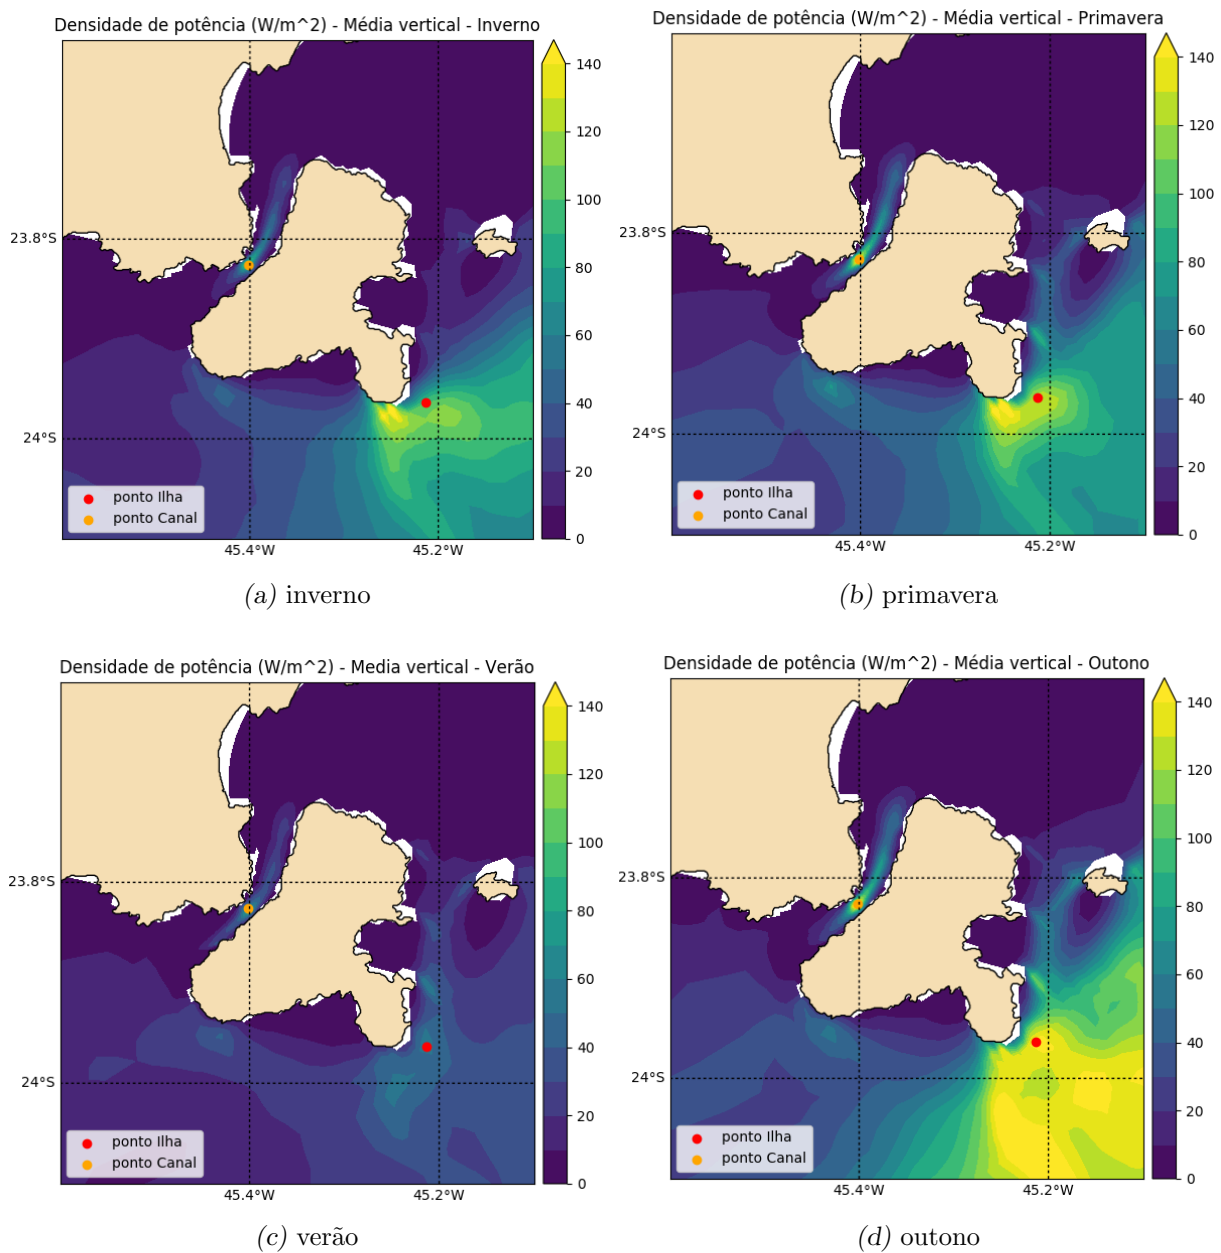 Densidade de potência (W/m^2) - Média vertical - Inverno
140
120
100
80
60
40
20
0
23.8°S
24°S
45.4°W
45.2°W
ponto Ilha
ponto Canal
(a) inverno
Densidade de potência (W/m^2) - Média vertical - Primavera
140
120
100
80
60
40
20
0
23.8°S
24°S
45.4°W
45.2°W
ponto Ilha
ponto Canal
(b) primavera
Densidade de potência (W/m^2) - Media vertical - Verão
140
120
100
80
60
40
20
0
23.8°S
24°S
45.4°W
45.2°W
ponto Ilha
ponto Canal
(c) verão
Densidade de potência (W/m^2) - Média vertical - Outono
140
120
100
80
60
40
20
0
23.8°S
24°S
45.4°W
45.2°W
ponto Ilha
ponto Canal
(d) outono